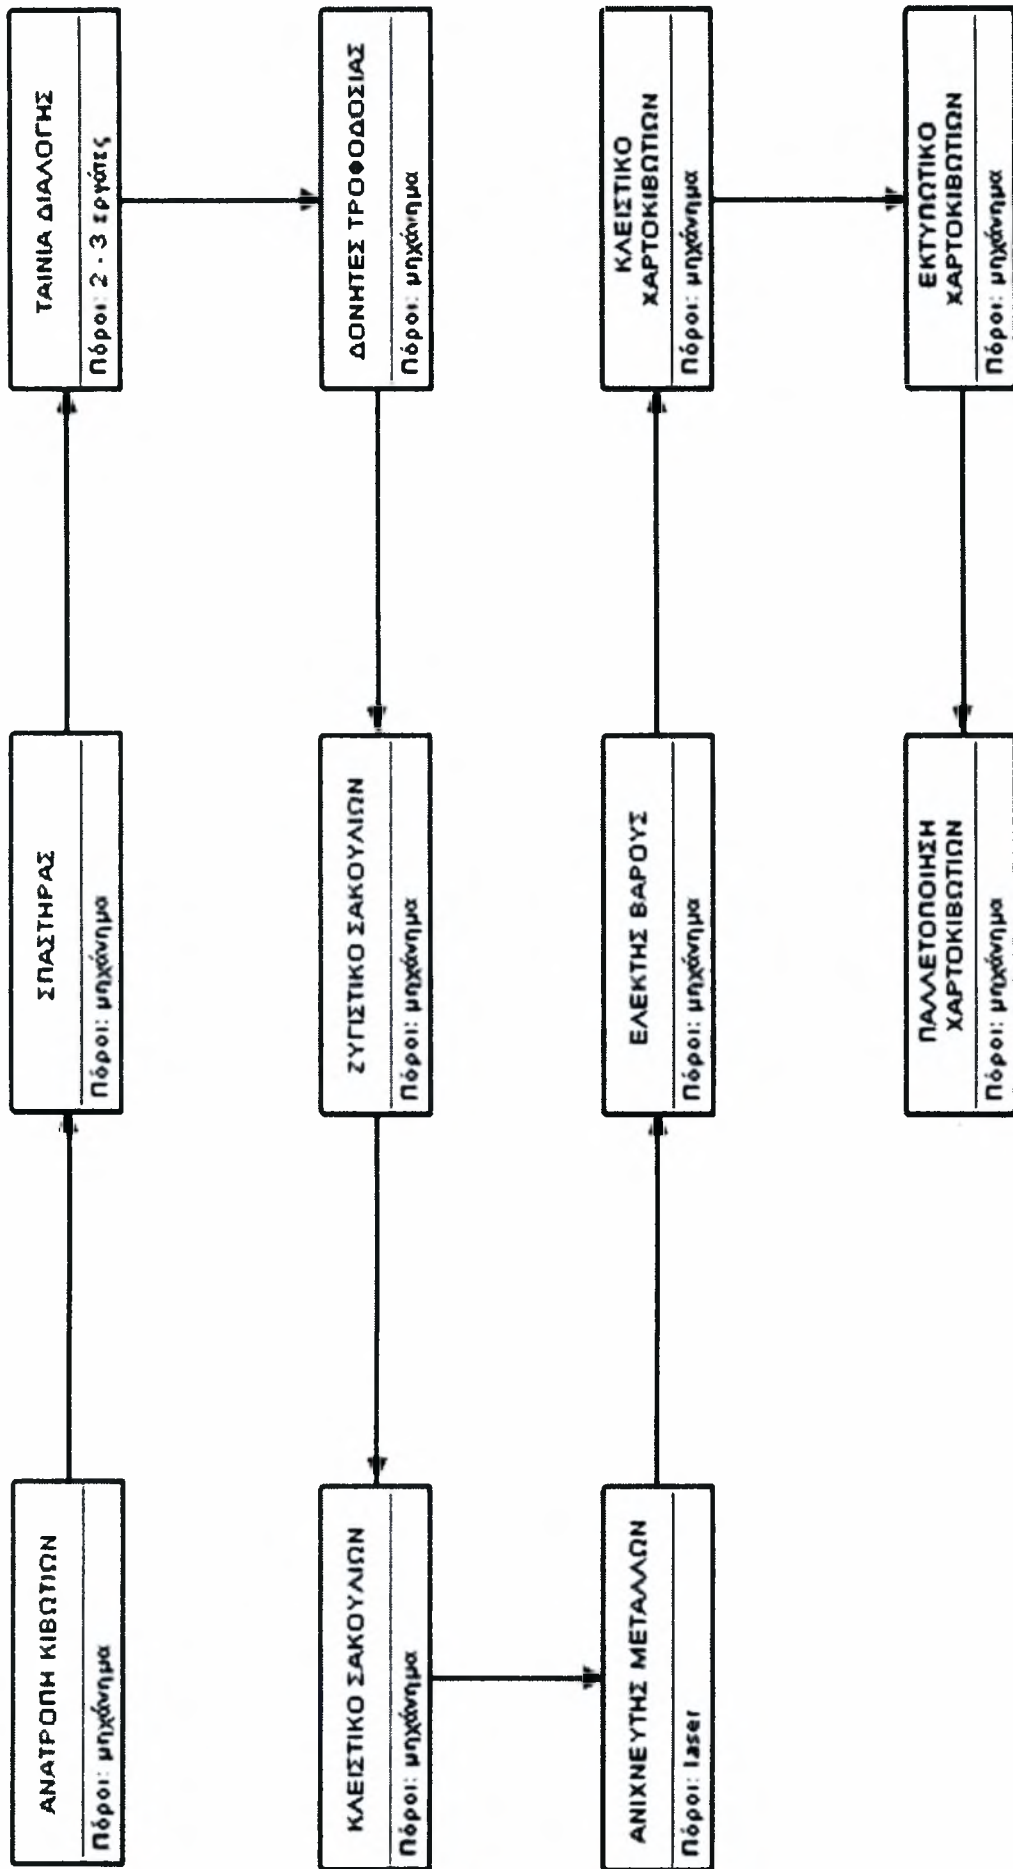 ΑΝΑΤΡΟΠΗ ΚΙΒΩΤΙΩΝ
Πόροι: μηχάνημα
ΣΠΑΣΤΗΡΑΣ
Πόροι: μηχάνημα
ΤΑΙΝΙΑ ΔΙΑΛΟΓΗΣ
Πόροι: 2 - 3 εργάτες
ΔΟΝΗΤΕΣ ΤΡΟΦΟΔΟΣΙΑΣ
Πόροι: μηχάνημα
ΖΥΓΙΣΤΙΚΟ ΣΑΚΟΥΛΙΩΝ
Πόροι: μηχάνημα
ΚΛΕΙΣΤΙΚΟ ΣΑΚΟΥΛΙΩΝ
Πόροι: μηχάνημα
ΑΝΙΧΝΕΥΤΗΣ ΜΕΤΑΛΛΩΝ
Πόροι: laser
ΕΛΕΚΤΗΣ ΒΑΡΟΥΣ
Πόροι: μηχάνημα
ΚΛΕΙΣΤΙΚΟ
ΧΑΡΤΟΚΙΒΩΤΙΩΝ
Πόροι: μηχάνημα
ΕΚΤΥΠΩΤΙΚΟ
ΧΑΡΤΟΚΙΒΩΤΙΩΝ
Πόροι: μηχάνημα
ΠΑΛΛΕΤΟΠΟΙΗΣΗ
ΧΑΡΤΟΚΙΒΩΤΙΩΝ
Πόροι: μηχάνημα